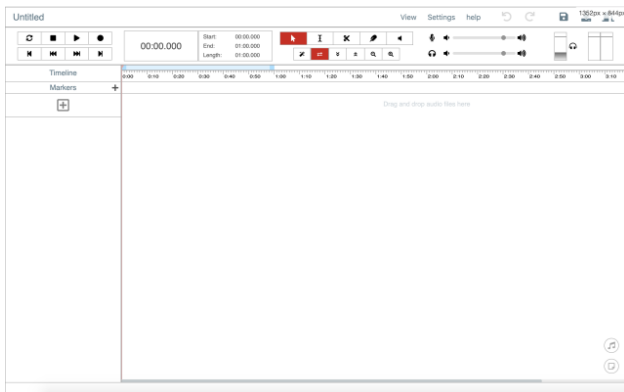 Untitled
View Settings help
1352px x 844px
00:00.000
Start: 00:00.000
End: 01:00.000
Length: 01:00.000
Timeline
0:00 0:10 0:20 0:30 0:40 0:50 1:00 1:10 1:20 1:30 1:40 1:50 2:00 2:10 2:20 2:30 2:40 2:50 3:00 3:10
Markers
Drag and drop audio files here